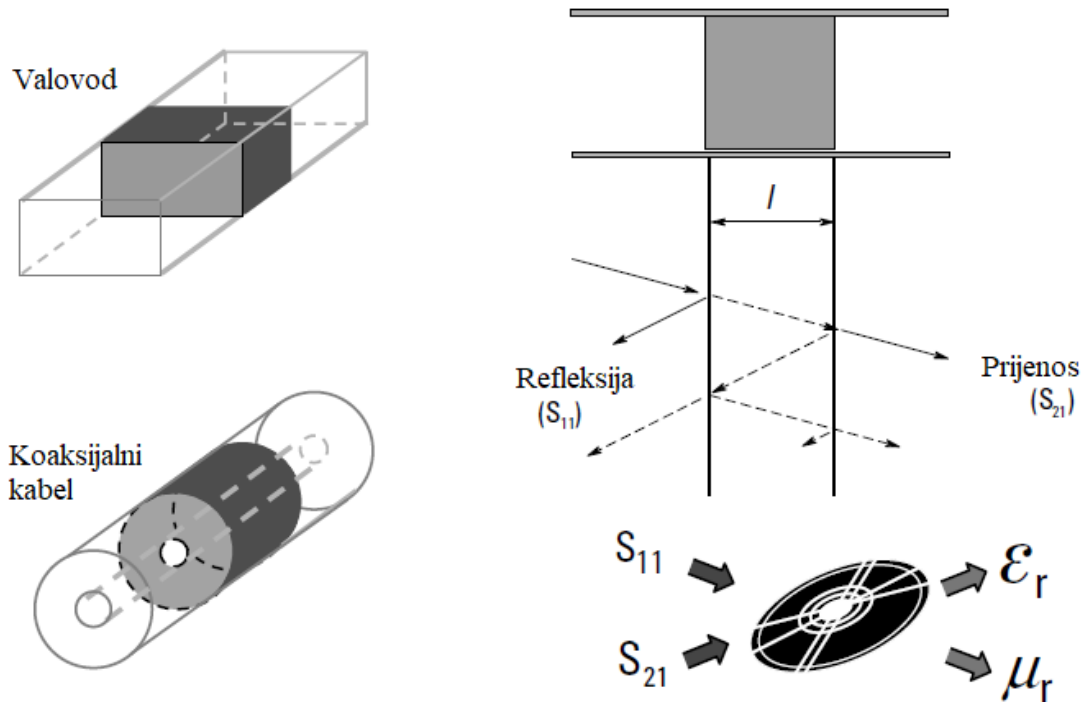 Valovod
Koaksijalni
kabel
l
Refleksija
(S₁₁)
Prijenos
(S₂₁)
S₁₁
S₂₁
εᵣ
μᵣ